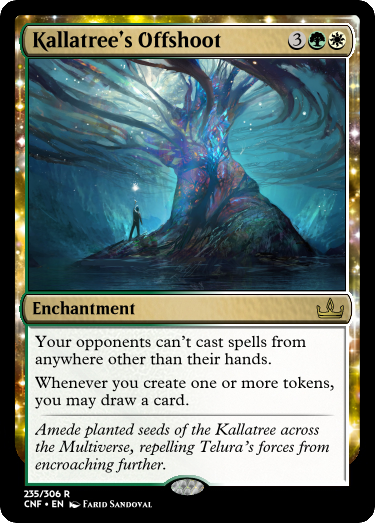 Kallatree's Offshoot 3
Enchantment
Your opponents can't cast spells from
anywhere other than their hands.
Whenever you create one or more tokens,
you may draw a card.
Amede planted seeds of the Kallatree across
the Multiverse, repelling Telura's forces from
encroaching further.
235/306 R
CNF • EN Farid Sandoval